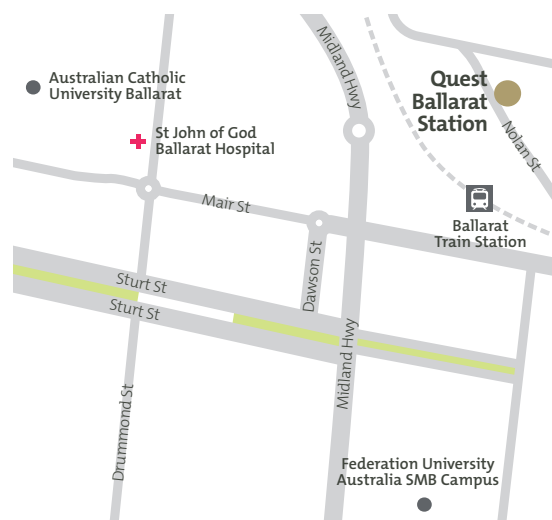 Midland Hwy
Australian Catholic
University Ballarat
Quest
Ballarat
Station
St John of God
Ballarat Hospital
Nolan St
Mair St
Ballarat
Train Station
Dawson St
Sturt St
Sturt St
Midland Hwy
Drummond St
Federation University
Australia SMB Campus